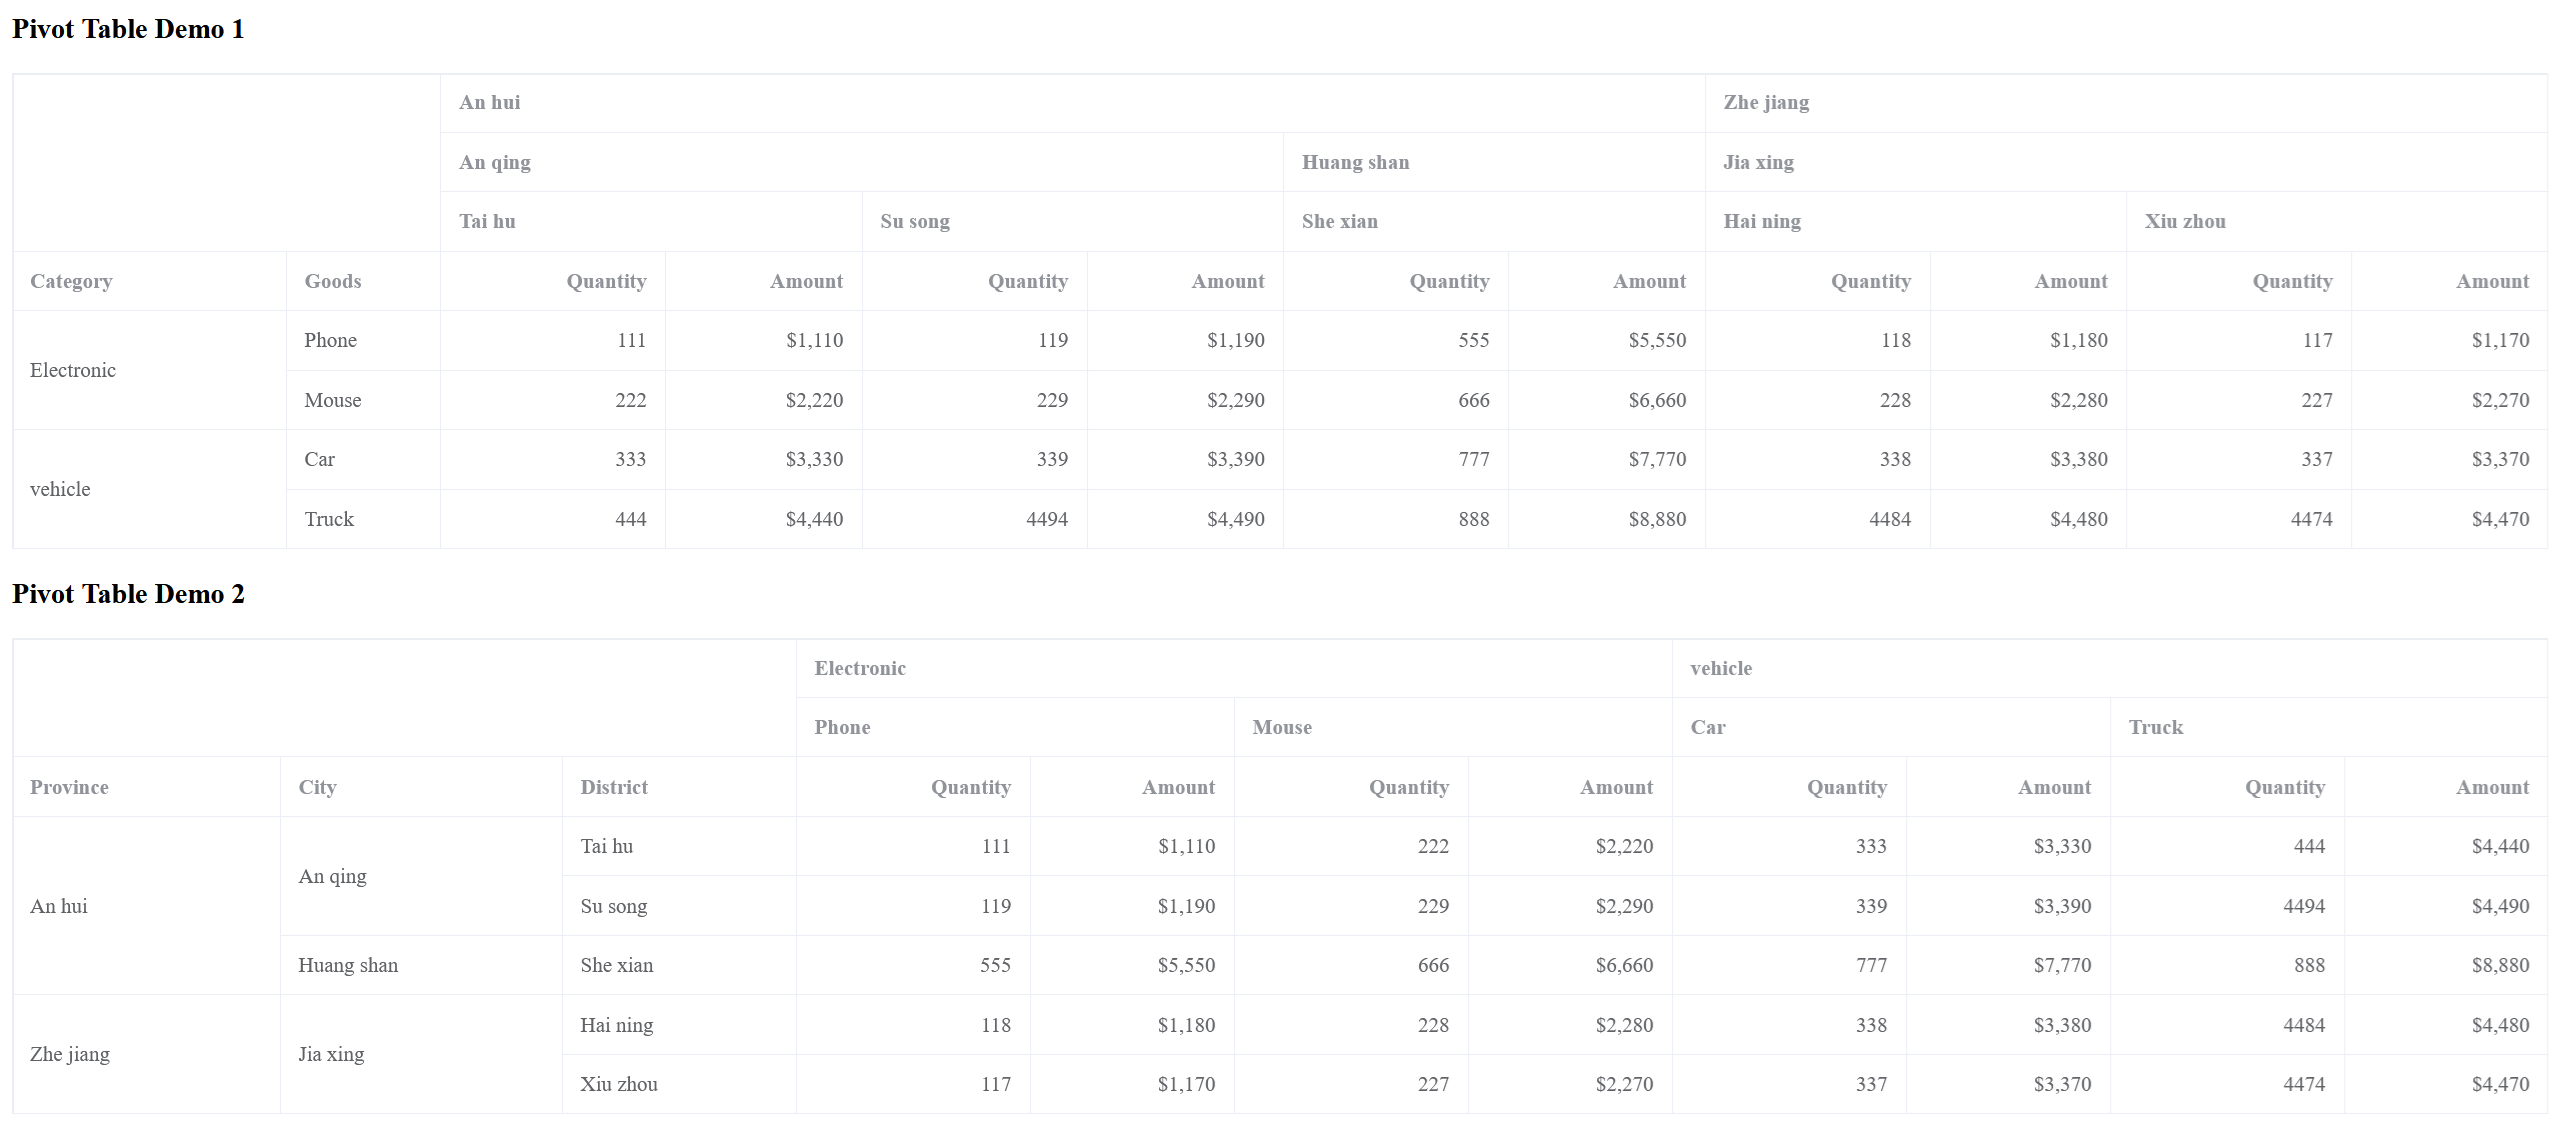 Pivot Table Demo 1
An hui Zhe jiang
An qing Huang shan Jia xing
Tai hu Su song She xian Hai ning Xiu zhou
Category Goods Quantity Amount Quantity Amount Quantity Amount Quantity Amount Quantity Amount
Phone 111 $1,110 119 $1,190 555 $5,550 118 $1,180 117 $1,170
Electronic
Mouse 222 $2,220 229 $2,290 666 $6,660 228 $2,280 227 $2,270
Car 333 $3,330 339 $3,390 777 $7,770 338 $3,380 337 $3,370
vehicle
Truck 444 $4,440 4494 $4,490 888 $8,880 4484 $4,480 4474 $4,470
Pivot Table Demo 2
Electronic vehicle
Phone Mouse Car Truck
Province City District Quantity Amount Quantity Amount Quantity Amount Quantity Amount
Tai hu 111 $1,110 222 $2,220 333 $3,330 444 $4,440
An qing
An hui Su song 119 $1,190 229 $2,290 339 $3,390 4494 $4,490
Huang shan She xian 555 $5,550 666 $6,660 777 $7,770 888 $8,880
Hai ning 118 $1,180 228 $2,280 338 $3,380 4484 $4,480
Zhe jiang Jia xing
Xiu zhou 117 $1,170 227 $2,270 337 $3,370 4474 $4,470